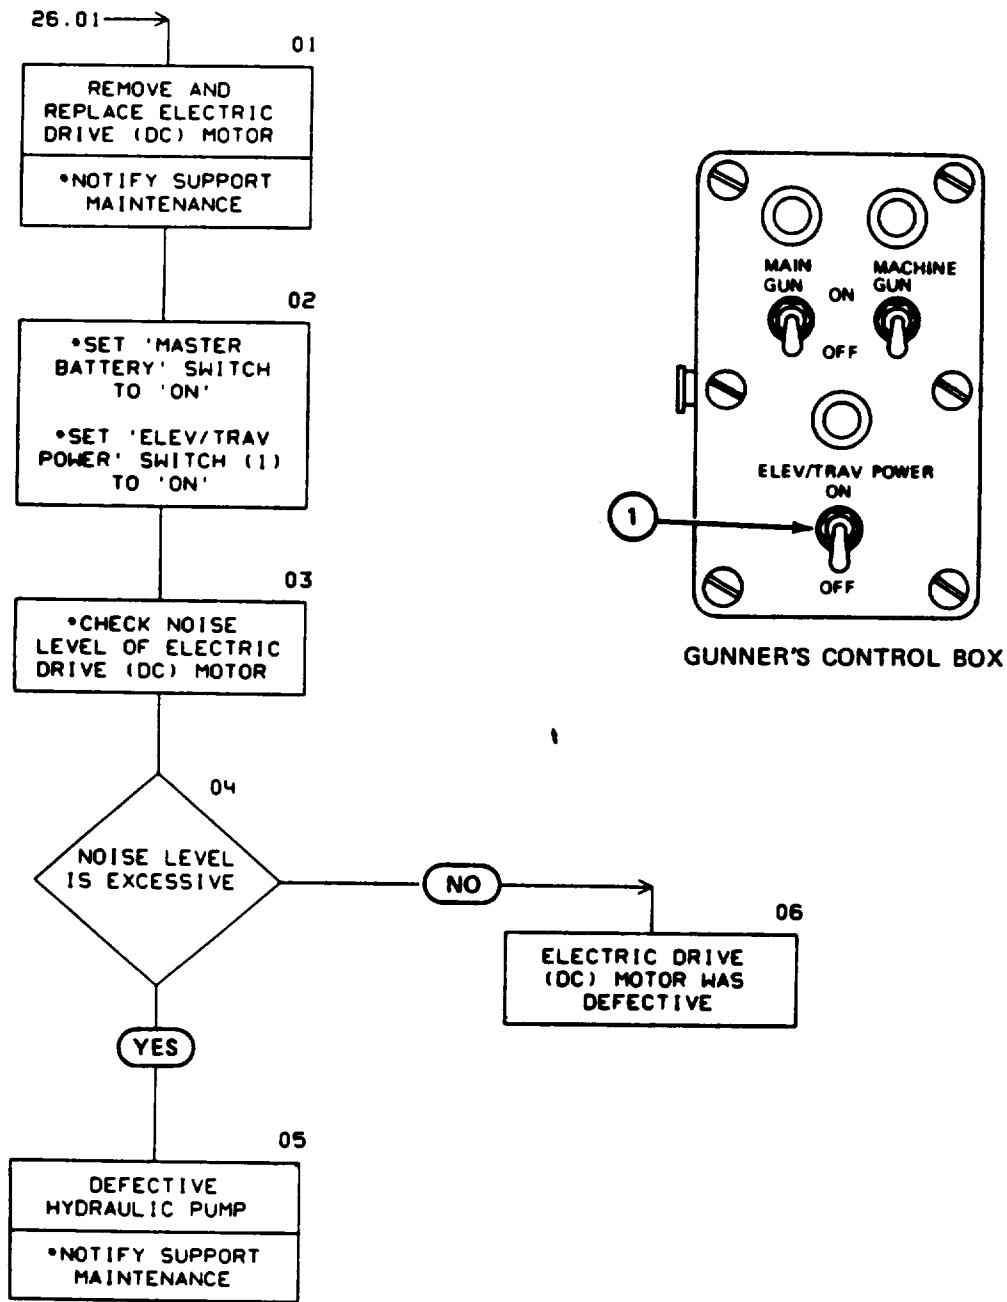 26.01
01
REMOVE AND
REPLACE ELECTRIC
DRIVE (DC) MOTOR
•NOTIFY SUPPORT
MAINTENANCE
02
•SET 'MASTER
BATTERY' SWITCH
TO 'ON'
•SET 'ELEV/TRAV
POWER' SWITCH (1)
TO 'ON'
03
•CHECK NOISE
LEVEL OF ELECTRIC
DRIVE (DC) MOTOR
04
NOISE LEVEL
IS EXCESSIVE
NO
06
ELECTRIC DRIVE
(DC) MOTOR WAS
DEFECTIVE
YES
05
DEFECTIVE
HYDRAULIC PUMP
•NOTIFY SUPPORT
MAINTENANCE
MAIN
GUN
MACHINE
GUN
ON
OFF
ELEV/TRAV POWER
ON
1
OFF
GUNNER'S CONTROL BOX